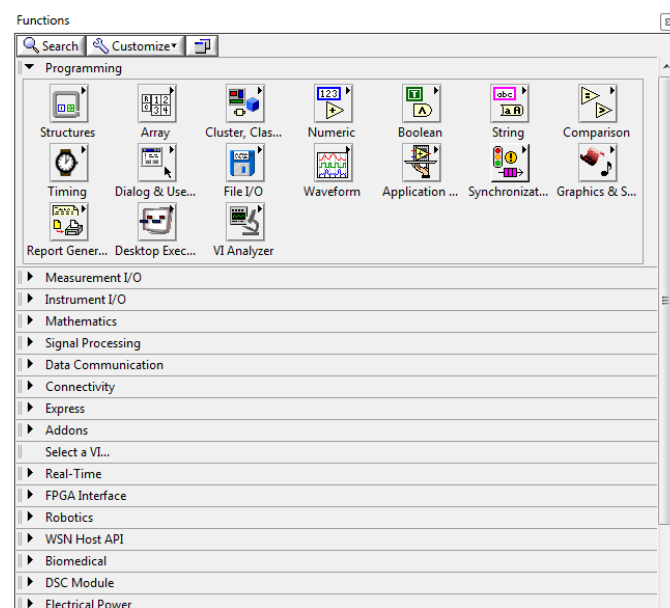 Functions
Search Customize
Programming
Structures Array Cluster, Clas... Numeric Boolean String Comparison
Timing Dialog & Use... File I/O Waveform Application ... Synchronizat... Graphics & S...
Report Gener... Desktop Exec... VI Analyzer
Measurement I/O
Instrument I/O
Mathematics
Signal Processing
Data Communication
Connectivity
Express
Addons
Select a VI...
Real-Time
FPGA Interface
Robotics
WSN Host API
Biomedical
DSC Module
Electrical Power